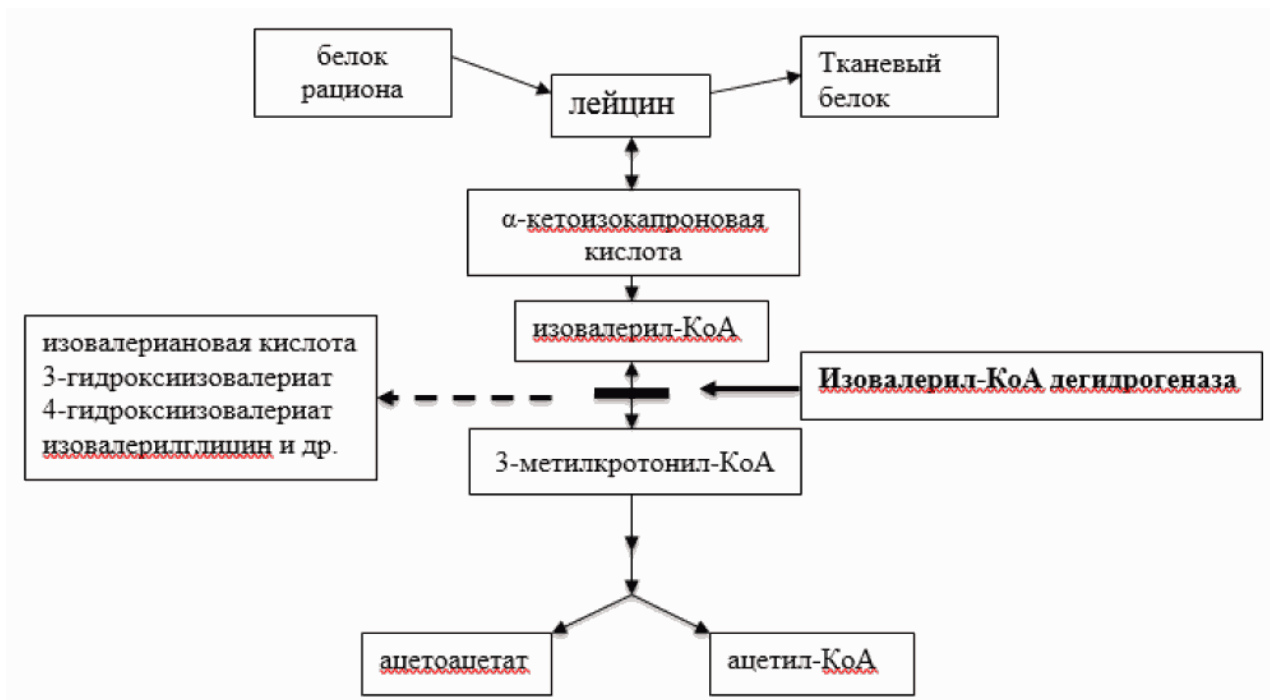 белок
рациона
Тканевый
белок
лейцин
α-кетоизокапроновая
кислота
изовалерил-КоА
изовалериановая кислота
3-гидроксиизовалериат
4-гидроксиизовалериат
изовалерилглицин и др.
Изовалерил-КоА дегидрогеназа
3-метилкротонил-КоА
ацетоацетат
ацетил-КоА